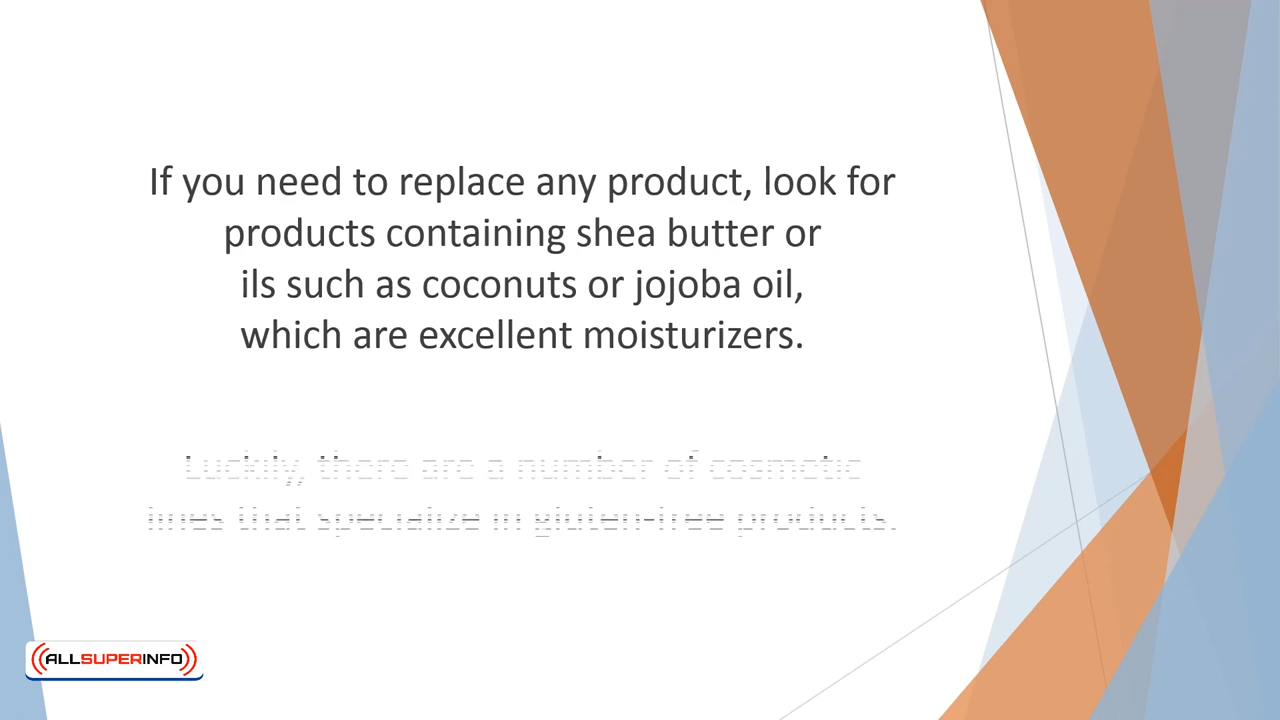 If you need to replace any product, look for
products containing shea butter or
ils such as coconuts or jojoba oil,
which are excellent moisturizers.
Luckily, there are a number of cosmetic
lines that specialize in gluten-free products.
ALLSUPERINFO